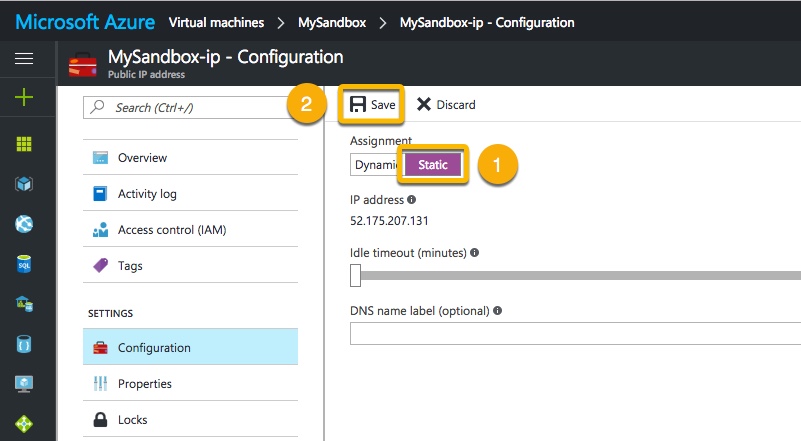 Microsoft Azure Virtual machines > MySandbox > MySandbox-ip - Configuration
MySandbox-ip - Configuration
Public IP address
Search (Ctrl+/)
Overview
Activity log
Access control (IAM)
Tags
SETTINGS
Configuration
Properties
Locks
2 Save Discard
Assignment
Dynamic Static 1
IP address
52.175.207.131
Idle timeout (minutes)
DNS name label (optional)
SQL